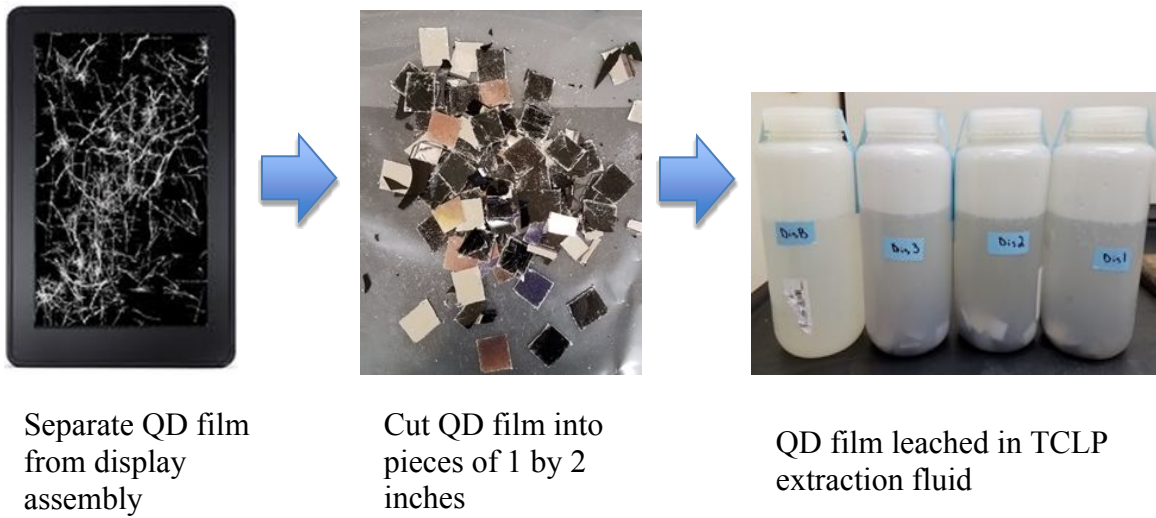 Dis B
Dis3
Dis2
Dis1
Separate QD film
from display
assembly
Cut QD film into
pieces of 1 by 2
inches
QD film leached in TCLP
extraction fluid